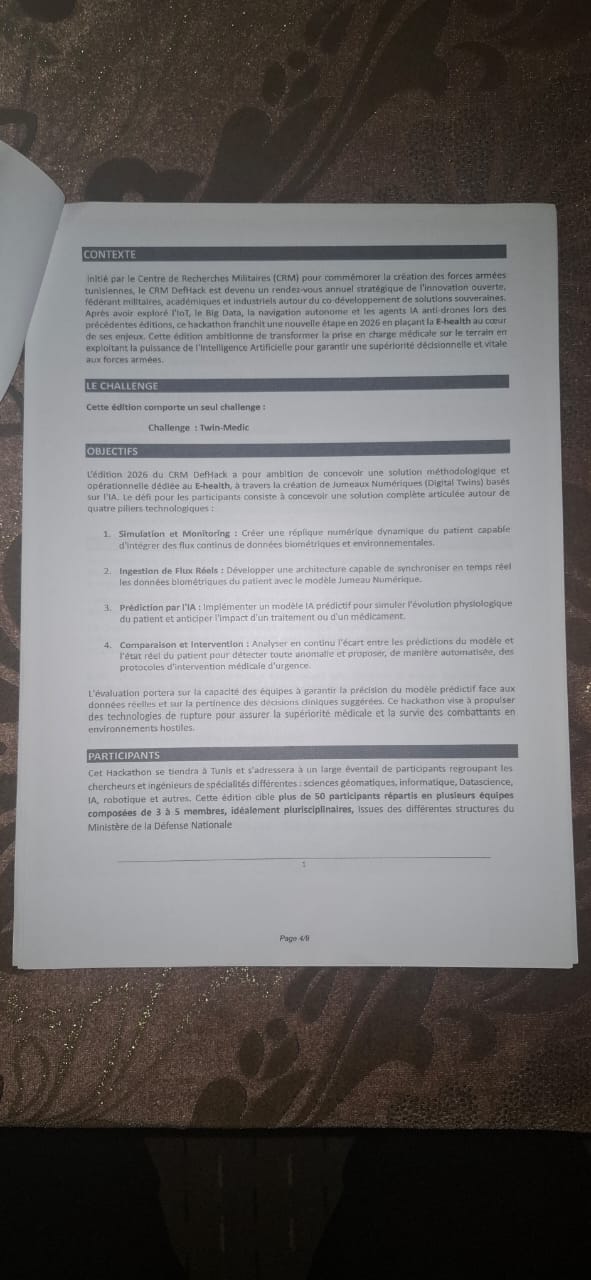 CONTEXTE
Initié par le Centre de Recherches Militaires (CRM) pour commémorer la création des forces armées
tunisiennes, le CRM DefHack est devenu un rendez-vous annuel stratégique de l'innovation ouverte,
fédérant militaires, académiques et industriels autour du co-développement de solutions souveraines.
Après avoir exploré l'IoT, le Big Data, la navigation autonome et les agents IA anti-drones lors des
précédentes éditions, ce hackathon franchit une nouvelle étape en 2026 en plaçant la E-health au cœur
de ses enjeux. Cette édition ambitionne de transformer la prise en charge médicale sur le terrain en
exploitant la puissance de l'Intelligence Artificielle pour garantir une supériorité décisionnelle et vitale
aux forces armées.
LE CHALLENGE
Cette édition comporte un seul challenge :
Challenge : Twin-Medic
OBJECTIFS
L'édition 2026 du CRM DefHack a pour ambition de concevoir une solution méthodologique et
opérationnelle dédiée au E-health, à travers la création de Jumeaux Numériques (Digital Twins) basés
sur l'IA. Le défi pour les participants consiste à concevoir une solution complète articulée autour de
quatre piliers technologiques :
1. Simulation et Monitoring : Créer une réplique numérique dynamique du patient capable
d'intégrer des flux continus de données biométriques et environnementales.
2. Ingestion de Flux Réels : Développer une architecture capable de synchroniser en temps réel
les données biométriques du patient avec le modèle Jumeau Numérique.
3. Prédiction par l'IA : Implémenter un modèle IA prédictif pour simuler l'évolution physiologique
du patient et anticiper l'impact d'un traitement ou d'un médicament.
4. Comparaison et Intervention : Analyser en continu l'écart entre les prédictions du modèle et
l'état réel du patient pour détecter toute anomalie et proposer, de manière automatisée, des
protocoles d'intervention médicale d'urgence.
L'évaluation portera sur la capacité des équipes à garantir la précision du modèle prédictif face aux
données réelles et sur la pertinence des décisions cliniques suggérées. Ce hackathon vise à propulser
des technologies de rupture pour assurer la supériorité médicale et la survie des combattants en
environnements hostiles.
PARTICIPANTS
Cet Hackathon se tiendra à Tunis et s'adressera à un large éventail de participants regroupant les
chercheurs et ingénieurs de spécialités différentes : sciences géomatiques, informatique, Datascience,
IA, robotique et autres. Cette édition cible plus de 50 participants répartis en plusieurs équipes
composées de 3 à 5 membres, idéalement plurisciplinaires, issues des différentes structures du
Ministère de la Défense Nationale
1
Page 4/9